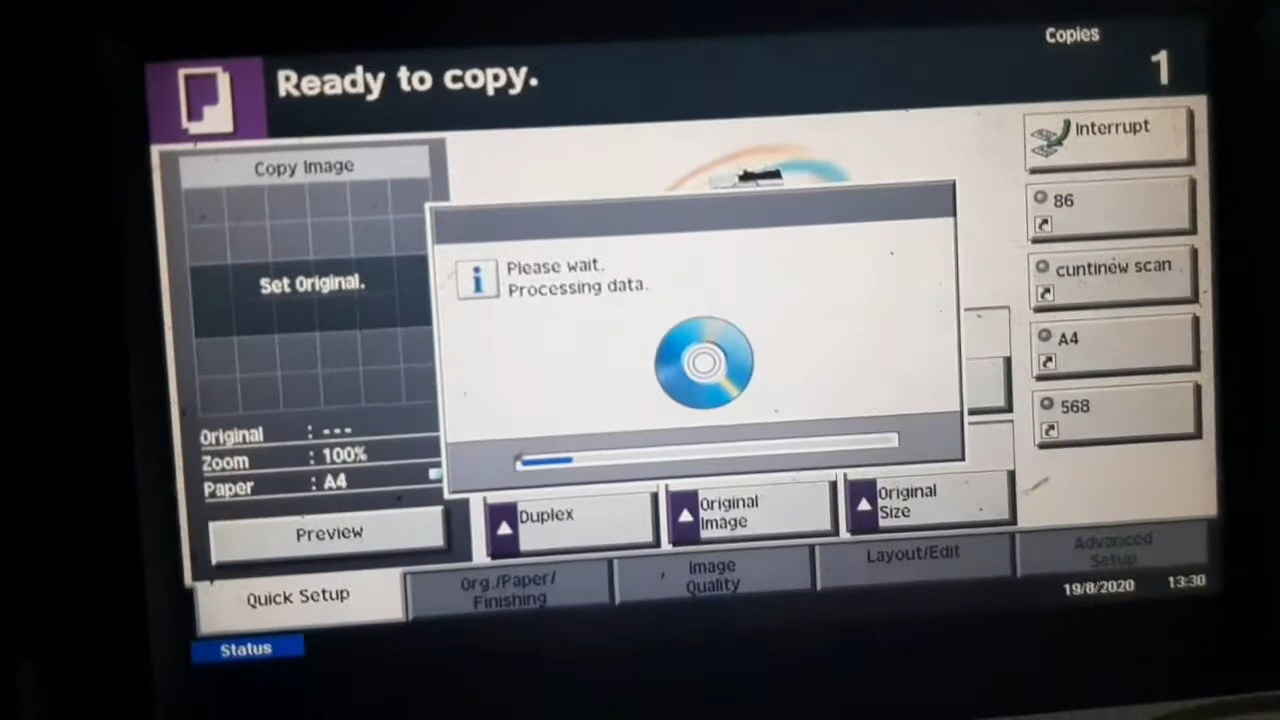 Copies
Ready to copy.
1
Copy Image
Set Original.
Original : ---
Zoom : 100%
Paper : A4
Preview
Please wait.
Processing data.
Interrupt
86
cuntinew scan
A4
568
Duplex
Original
Image
Original
Size
Quick Setup
Org./Paper/
Finishing
Image
Quality
Layout/Edit
Advanced
Setup
19/8/2020 13:30
Status